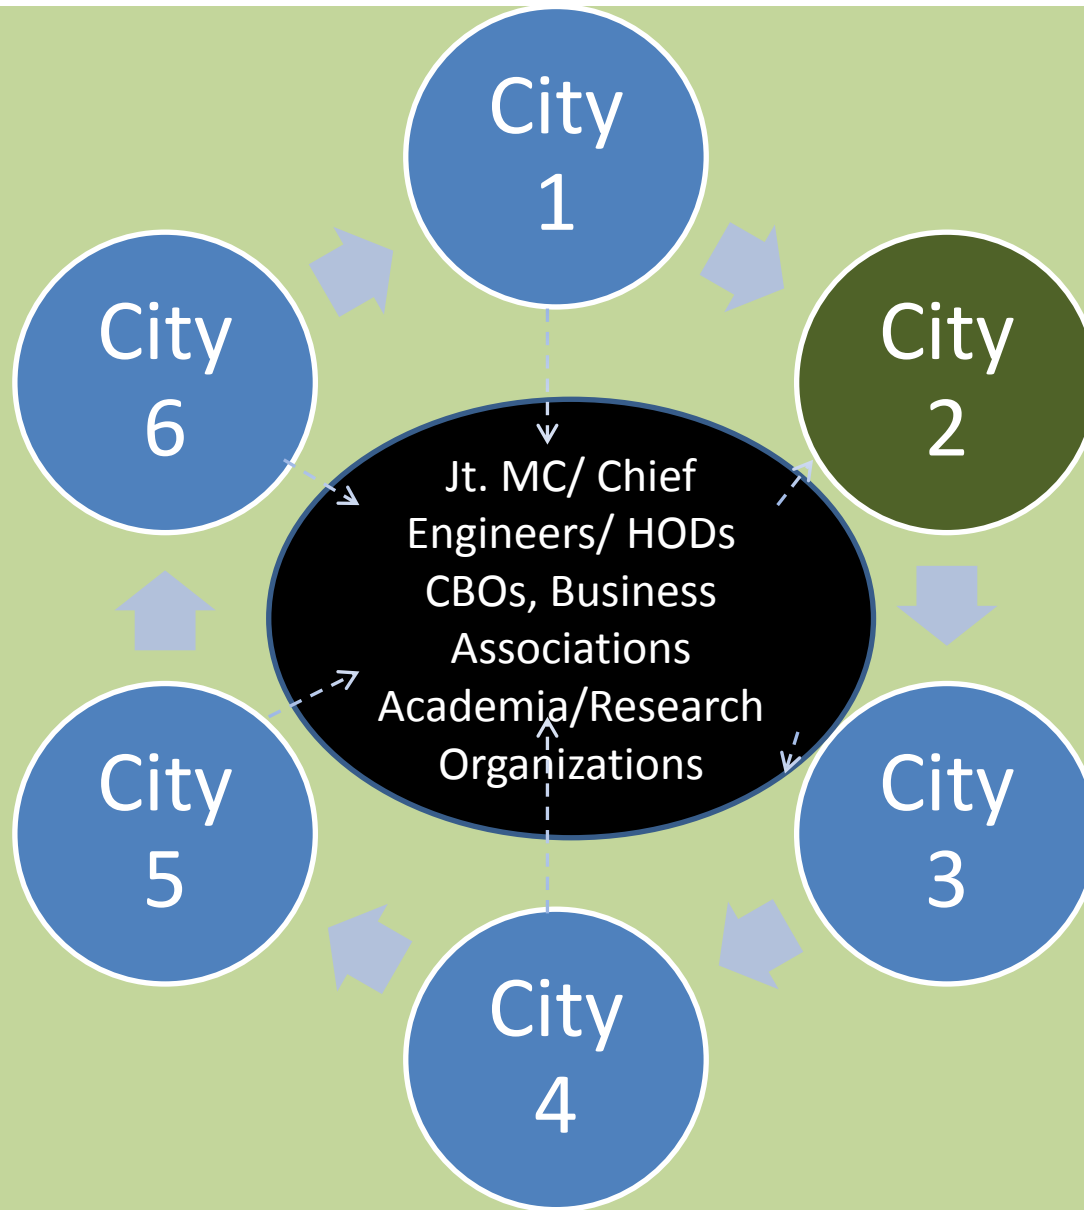 City
1
City
6
City
2
Jt. MC/ Chief
Engineers/ HODs
CBOs, Business
Associations
Academia/Research
Organizations
City
5
City
3
City
4